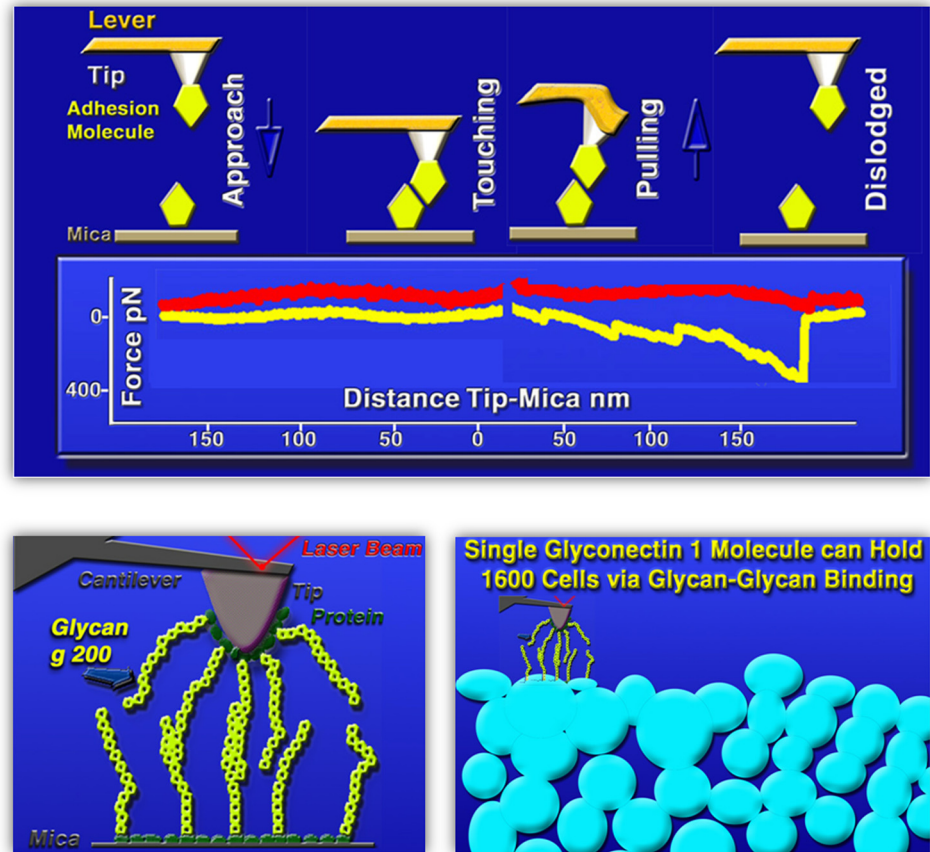 Lever
Tip
Adhesion
Molecule
Mica
Approach
Touching
Pulling
Dislodged
Force pN
0-
400-
Distance Tip-Mica nm
150 100 50 0 50 100 150
Laser Beam
Cantilever
Tip
Protein
Glycan
g 200
Mica
Single Glyconectin 1 Molecule can Hold
1600 Cells via Glycan-Glycan Binding